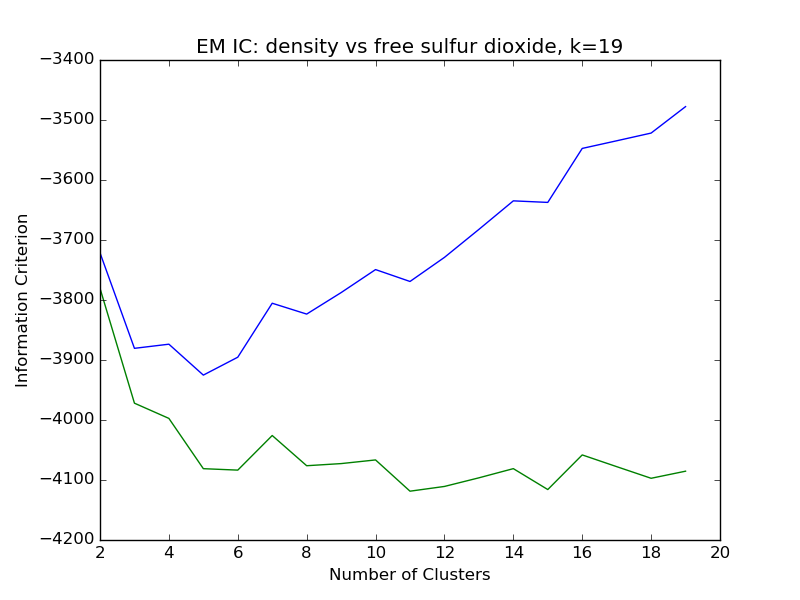 EM IC: density vs free sulfur dioxide, k=19
−3400
−3500
−3600
−3700
−3800
−3900
−4000
−4100
−4200
Information Criterion
2 4 6 8 10 12 14 16 18 20
Number of Clusters